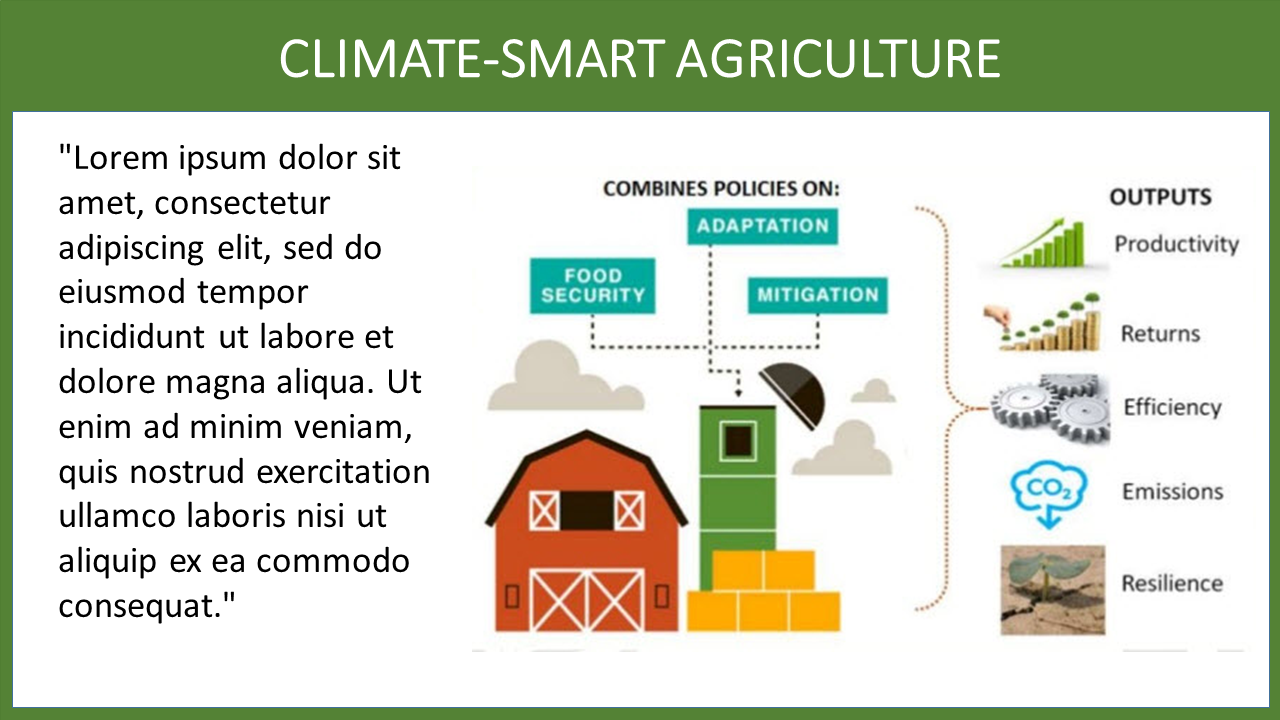 CLIMATE-SMART AGRICULTURE
"Lorem ipsum dolor sit
amet, consectetur
adipiscing elit, sed do
eiusmod tempor
incididunt ut labore et
dolore magna aliqua. Ut
enim ad minim veniam,
quis nostrud exercitation
ullamco laboris nisi ut
aliquip ex ea commodo
consequat."
COMBINES POLICIES ON:
ADAPTATION
FOOD
SECURITY
MITIGATION
OUTPUTS
Productivity
Returns
Efficiency
CO₂
Emissions
Resilience